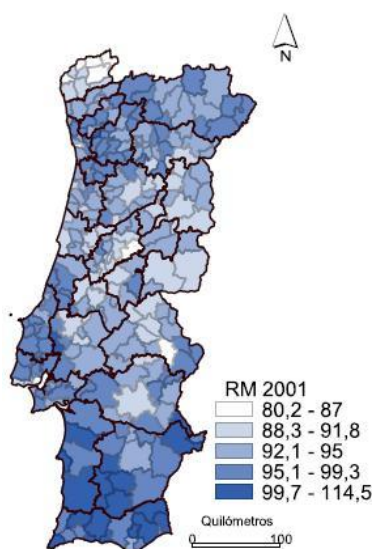 N
RM 2001
80,2 - 87
88,3 - 91,8
92,1 - 95
95,1 - 99,3
99,7 - 114,5
Quilómetros
0 100